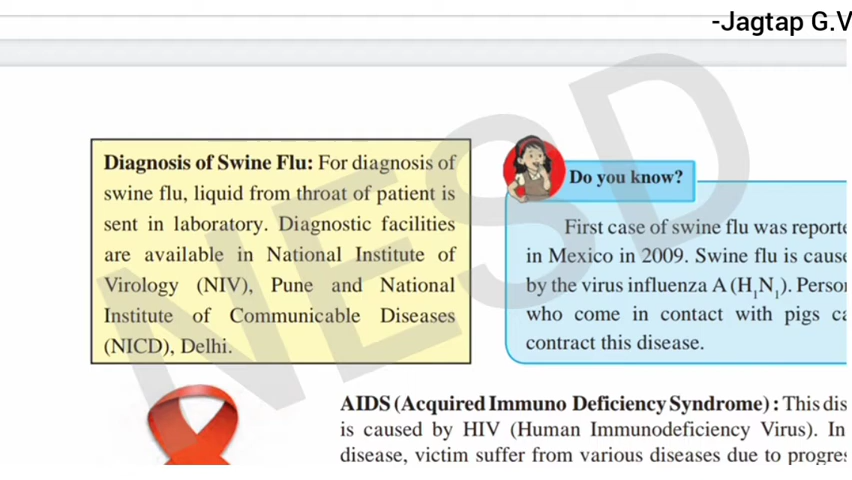 -Jagtap G.V
NESD
Diagnosis of Swine Flu: For diagnosis of
swine flu, liquid from throat of patient is
sent in laboratory. Diagnostic facilities
are available in National Institute of
Virology (NIV), Pune and National
Institute of Communicable Diseases
(NICD), Delhi.
Do you know?
First case of swine flu was reporte
in Mexico in 2009. Swine flu is cause
by the virus influenza A (H₁N₁). Person
who come in contact with pigs ca
contract this disease.
AIDS (Acquired Immuno Deficiency Syndrome) : This dis
is caused by HIV (Human Immunodeficiency Virus). In
disease, victim suffer from various diseases due to progres